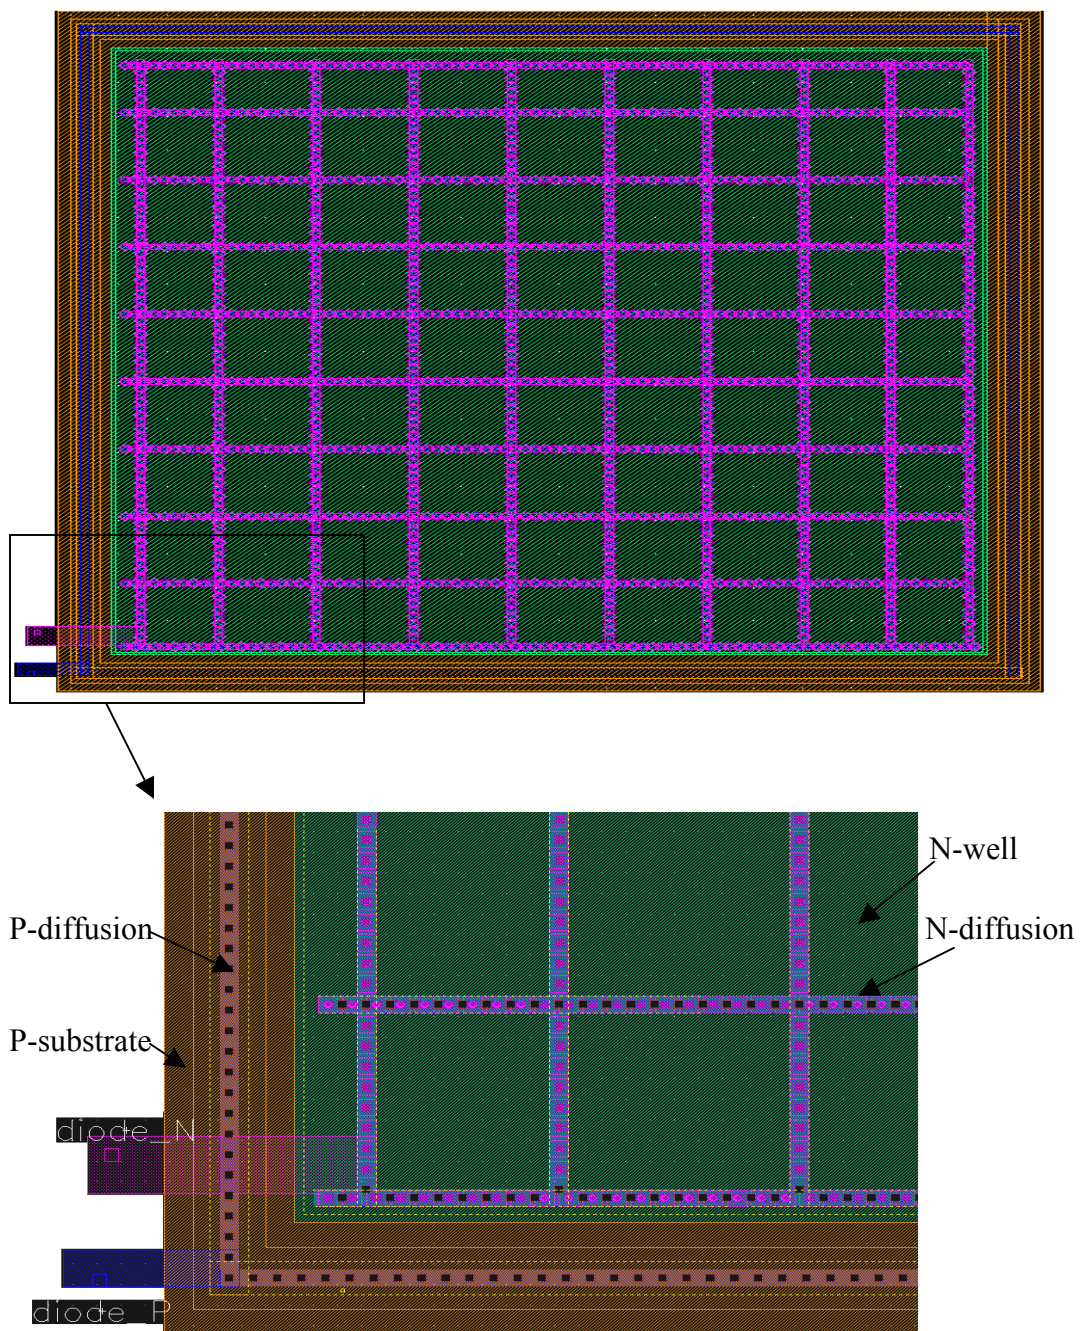 N-well
P-diffusion
N-diffusion
P-substrate
diode_N
diode_P